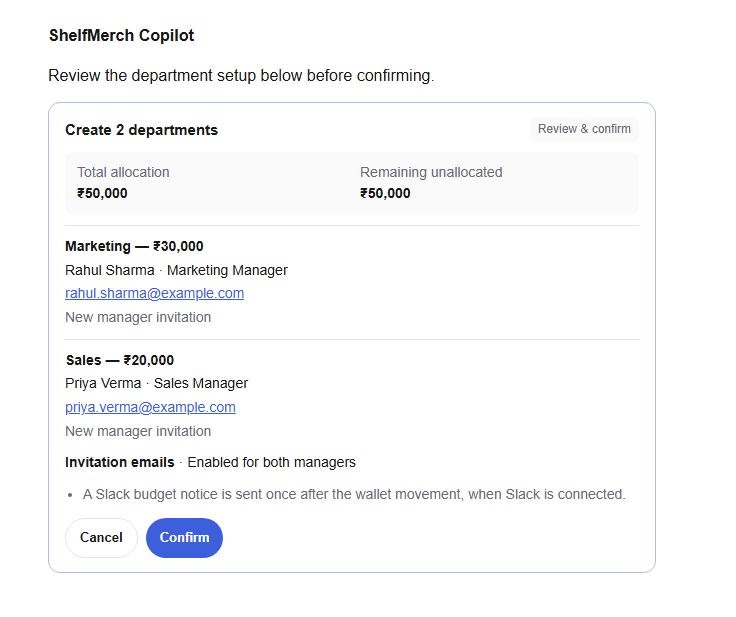 ShelfMerch Copilot
Review the department setup below before confirming.
Create 2 departments
Review & confirm
Total allocation
Remaining unallocated
₹50,000
₹50,000
Marketing — ₹30,000
Rahul Sharma · Marketing Manager
rahul.sharma@example.com
New manager invitation
Sales — ₹20,000
Priya Verma · Sales Manager
priya.verma@example.com
New manager invitation
Invitation emails · Enabled for both managers
• A Slack budget notice is sent once after the wallet movement, when Slack is connected.
Cancel
Confirm